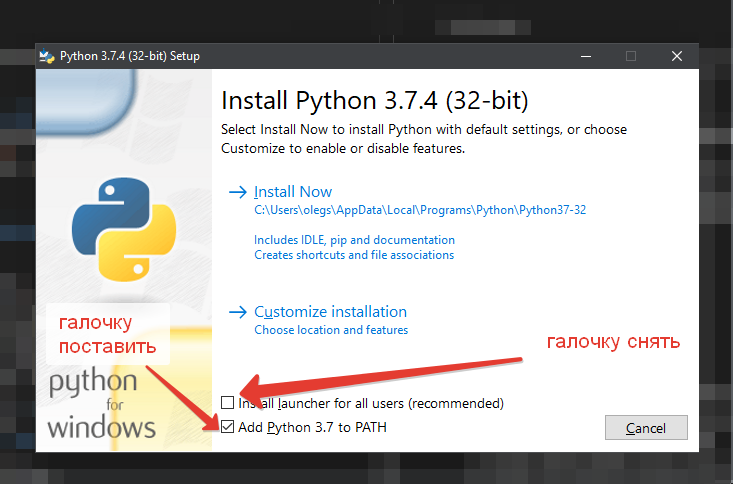 Python 3.7.4 (32-bit) Setup
Install Python 3.7.4 (32-bit)
Select Install Now to install Python with default settings, or choose
Customize to enable or disable features.
Install Now
C:\Users\olegs\AppData\Local\Programs\Python\Python37-32
Includes IDLE, pip and documentation
Creates shortcuts and file associations
Customize installation
Choose location and features
галочку
поставить
галочку снять
python
for
windows
Install launcher for all users (recommended)
Add Python 3.7 to PATH
Cancel